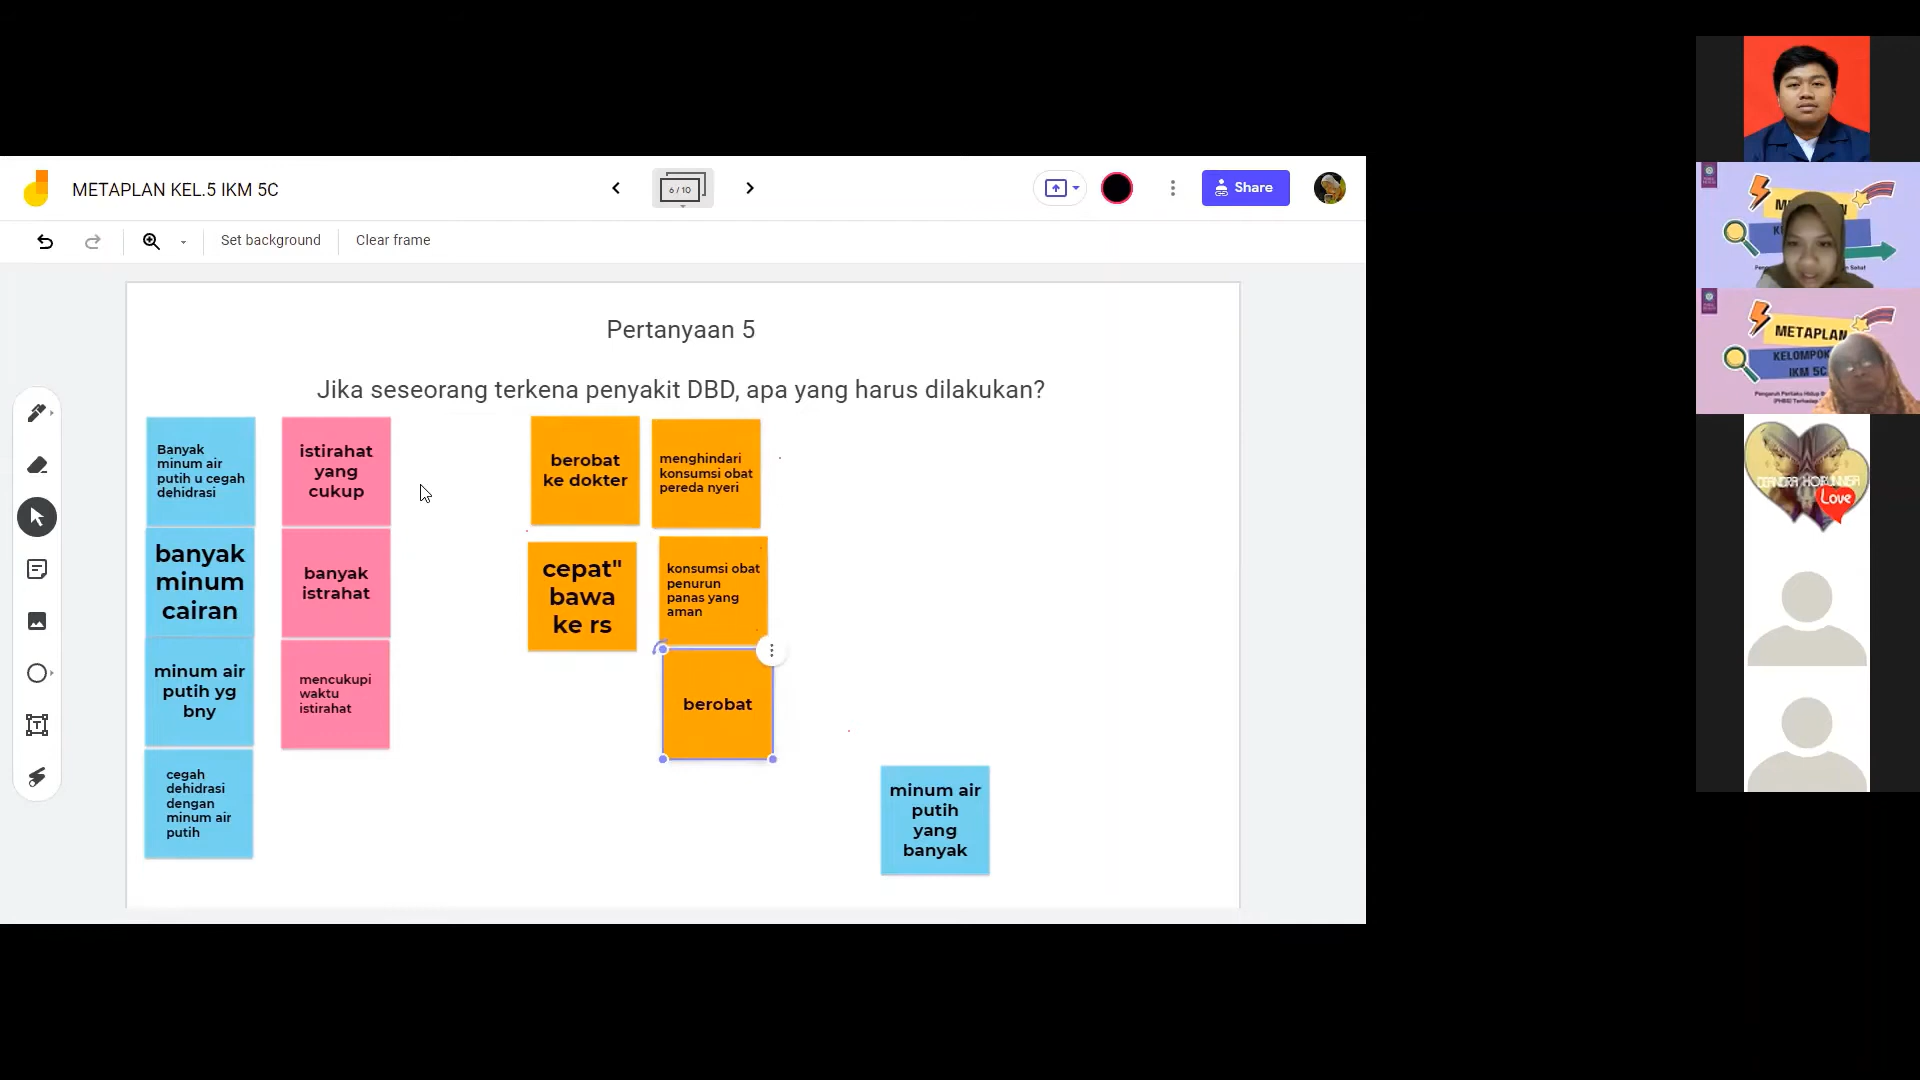 METAPLAN KEL.5 IKM 5C
6 / 10
Share
Set background
Clear frame
Pertanyaan 5
Jika seseorang terkena penyakit DBD, apa yang harus dilakukan?
Banyak
minum air
putih u cegah
dehidrasi
istirahat
yang
cukup
berobat
ke dokter
menghindari
konsumsi obat
pereda nyeri
banyak
minum
cairan
banyak
istrahat
cepat"
bawa
ke rs
konsumsi obat
penurun
panas yang
aman
minum air
putih yg
bny
mencukupi
waktu
istirahat
berobat
cegah
dehidrasi
dengan
minum air
putih
minum air
putih
yang
banyak
METAPLAN
KELOMPOK
IKM 5C
Love